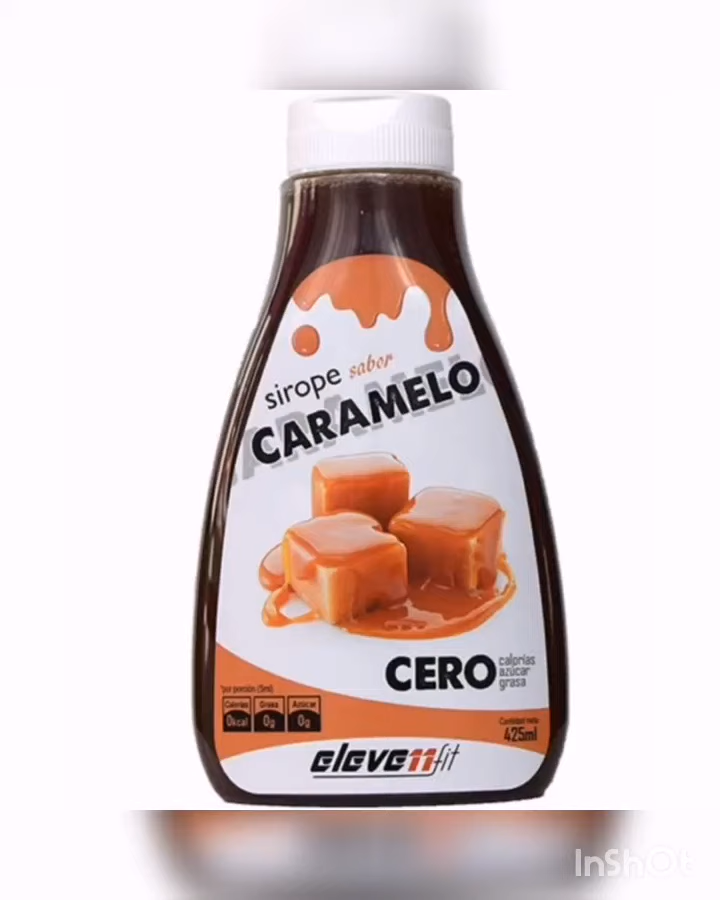 sirope sabor
CARAMELO
CARAMELO
CERO calorías
azúcar
grasa
*por porción (5ml)
Calorías Grasa Azúcar
0kcal 0g 0g
Cantidad neta
425ml
eleve11fit
InShOt